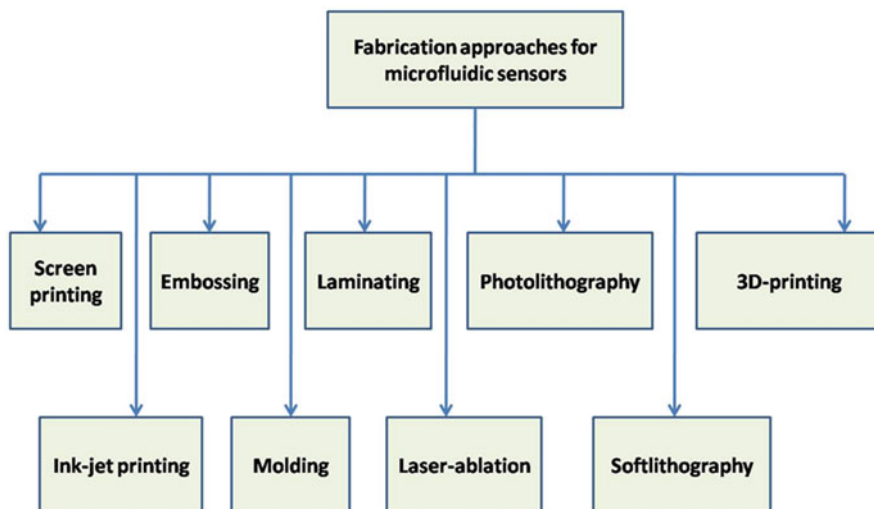 Fabrication approaches for
microfluidic sensors
Screen
printing
Embossing
Laminating
Photolithography
3D-printing
Ink-jet printing
Molding
Laser-ablation
Softlithography